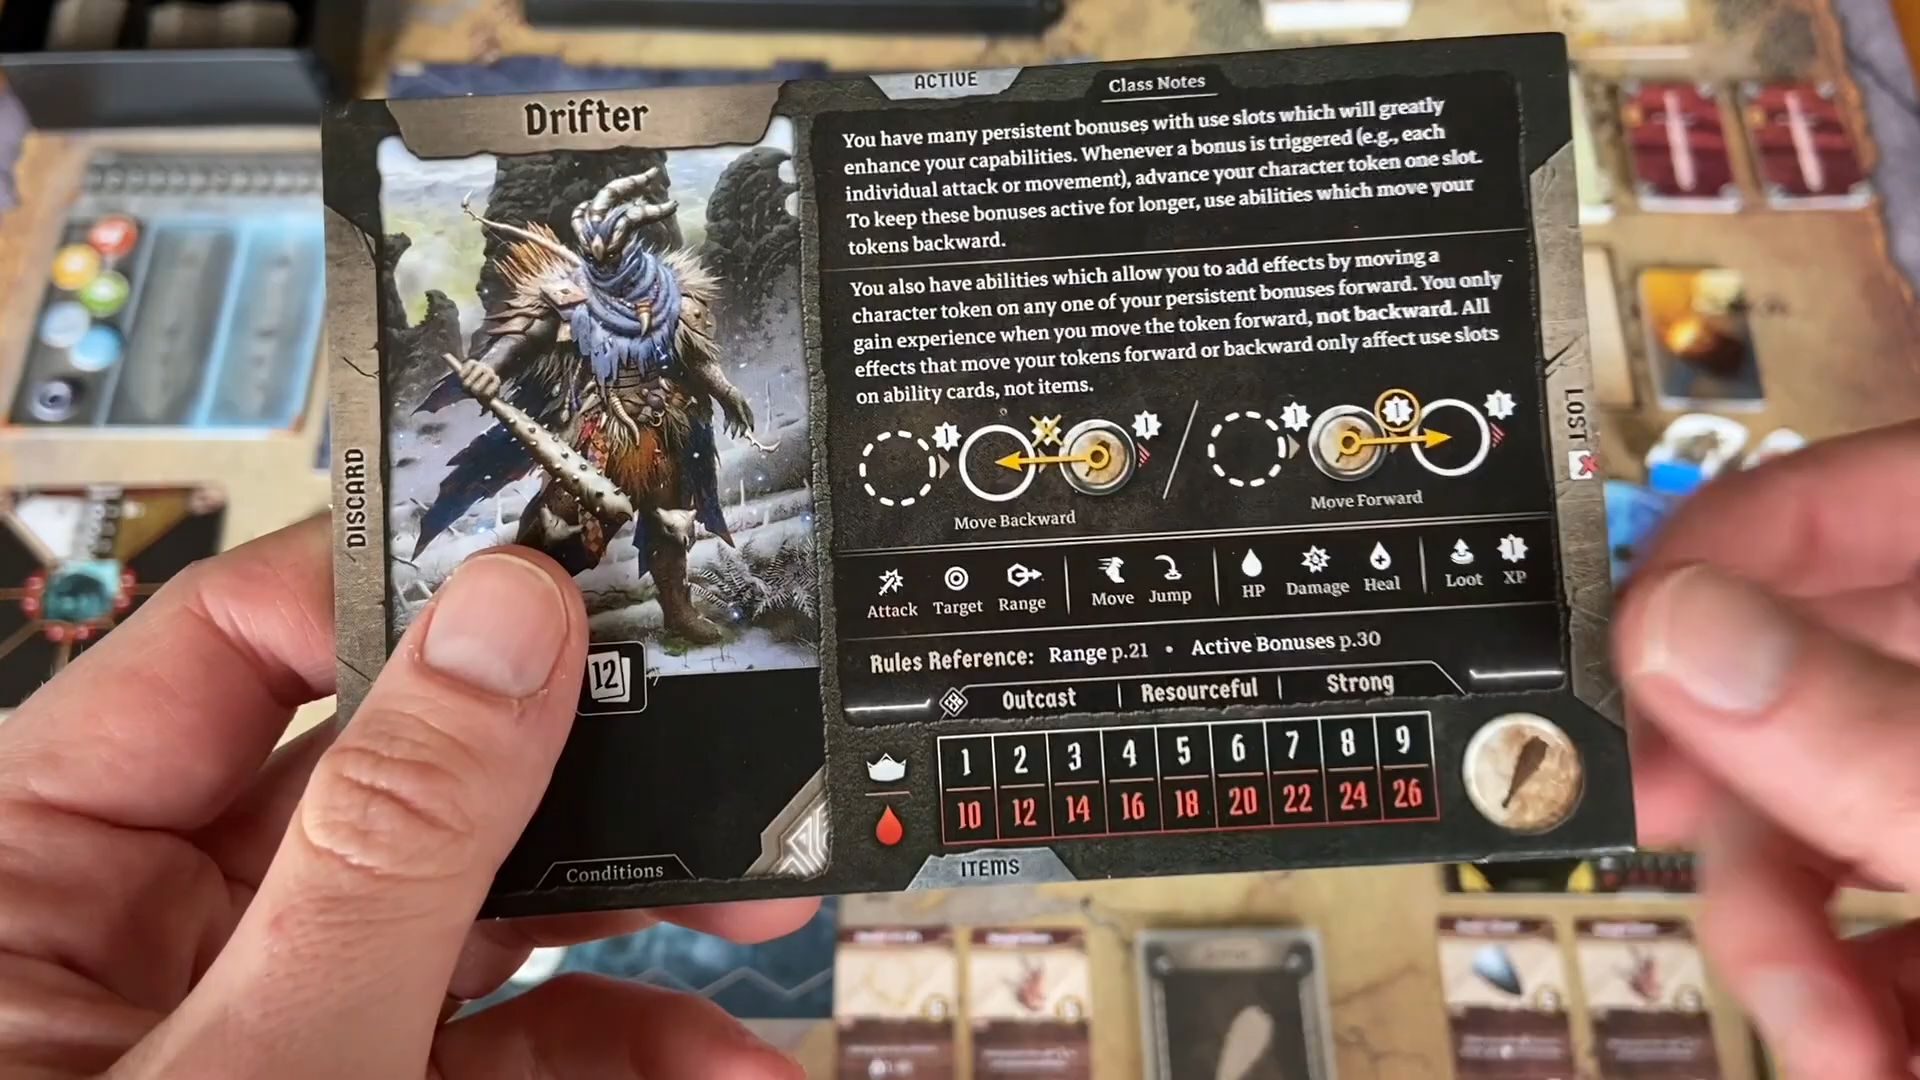 Drifter
DISCARD
12
Conditions
ACTIVE
Class Notes
You have many persistent bonuses with use slots which will greatly
enhance your capabilities. Whenever a bonus is triggered (e.g., each
individual attack or movement), advance your character token one slot.
To keep these bonuses active for longer, use abilities which move your
tokens backward.
You also have abilities which allow you to add effects by moving a
character token on any one of your persistent bonuses forward. You only
gain experience when you move the token forward, not backward. All
effects that move your tokens forward or backward only affect use slots
on ability cards, not items.
1 1 1 1 1
Move Backward
Move Forward
Attack Target Range Move Jump HP Damage Heal Loot XP
1
Rules Reference: Range p.21 • Active Bonuses p.30
Outcast | Resourceful | Strong
1 2 3 4 5 6 7 8 9
10 12 14 16 18 20 22 24 26
ITEMS
LOST